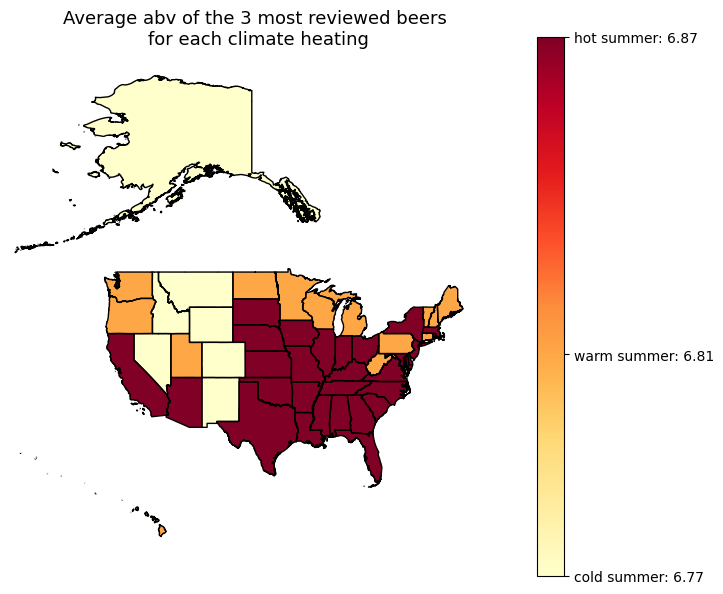 Average abv of the 3 most reviewed beers
for each climate heating
hot summer: 6.87
warm summer: 6.81
cold summer: 6.77